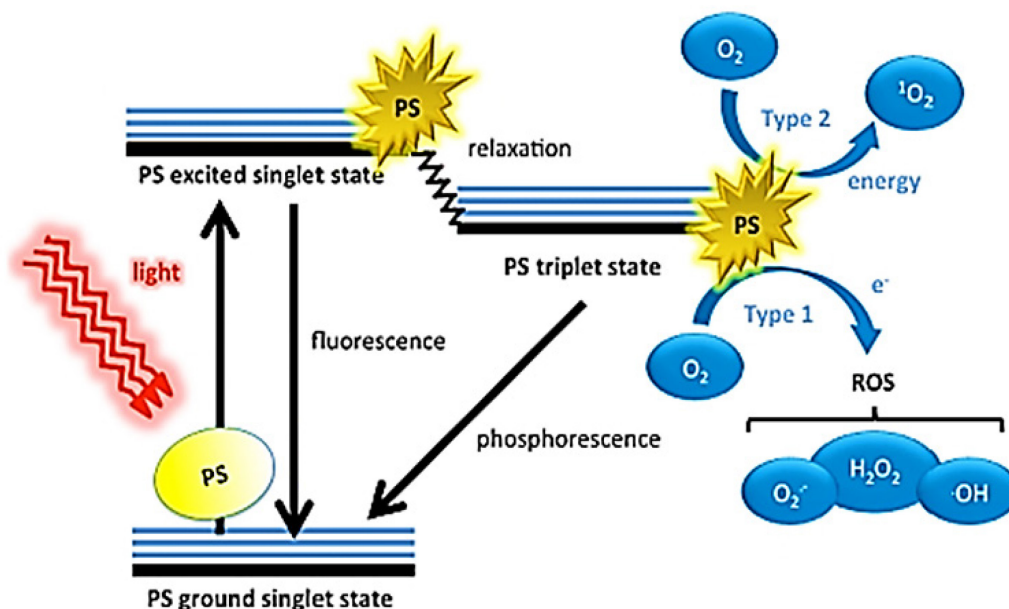 O₂
¹O₂
PS
Type 2
relaxation
energy
PS excited singlet state
PS
PS triplet state
light
Type 1
e⁻
fluorescence
O₂
ROS
phosphorescence
PS
H₂O₂
O₂·⁻
·OH
PS ground singlet state